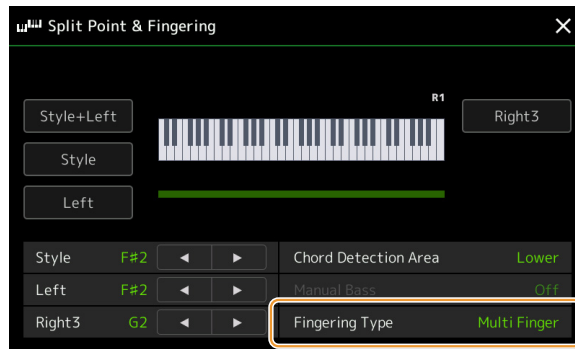 Split Point & Fingering
R1
Style+Left
Right3
Style
Left
Style F♯2
Chord Detection Area Lower
Left F♯2
Manual Bass Off
Right3 G2
Fingering Type Multi Finger